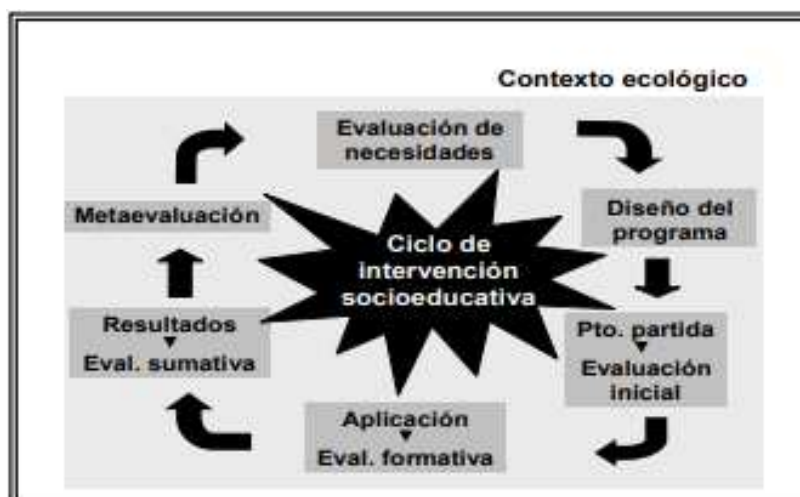 Contexto ecológico
Evaluación de
necesidades
Diseño del
programa
Pto. partida
Evaluación
inicial
Aplicación
Eval. formativa
Resultados
Eval. sumativa
Metaevaluación
Ciclo de
intervención
socioeducativa